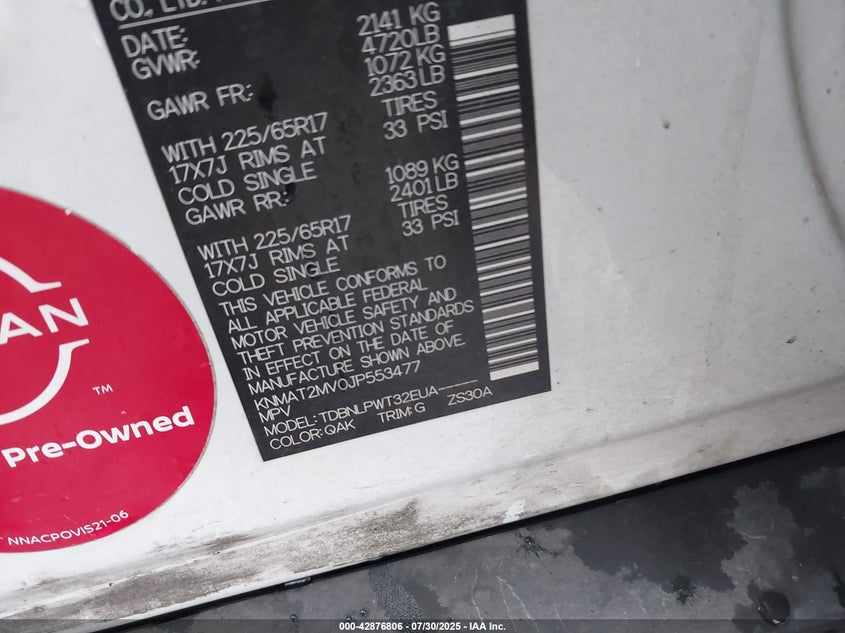 CO., LTD.
DATE:
GVWR: 2141 KG
4720LB
GAWR FR: 1072 KG
2363LB
WITH 225/65R17 TIRES
17X7J RIMS AT 33 PSI
COLD SINGLE
GAWR RR: 1089 KG
2401LB
WITH 225/65R17 TIRES
17X7J RIMS AT 33 PSI
COLD SINGLE
THIS VEHICLE CONFORMS TO
ALL APPLICABLE FEDERAL
MOTOR VEHICLE SAFETY AND
THEFT PREVENTION STANDARDS
IN EFFECT ON THE DATE OF
MANUFACTURE SHOWN ABOVE.
KNMAT2MV0JP553477
MPV
MODEL: TDBNLPWT32EUA------
COLOR: QAK TRIM: G ZS30A
AN
TM
Pre-Owned
NNACPOVIS21-06
000-42876806 - 07/30/2025 - IAA Inc.